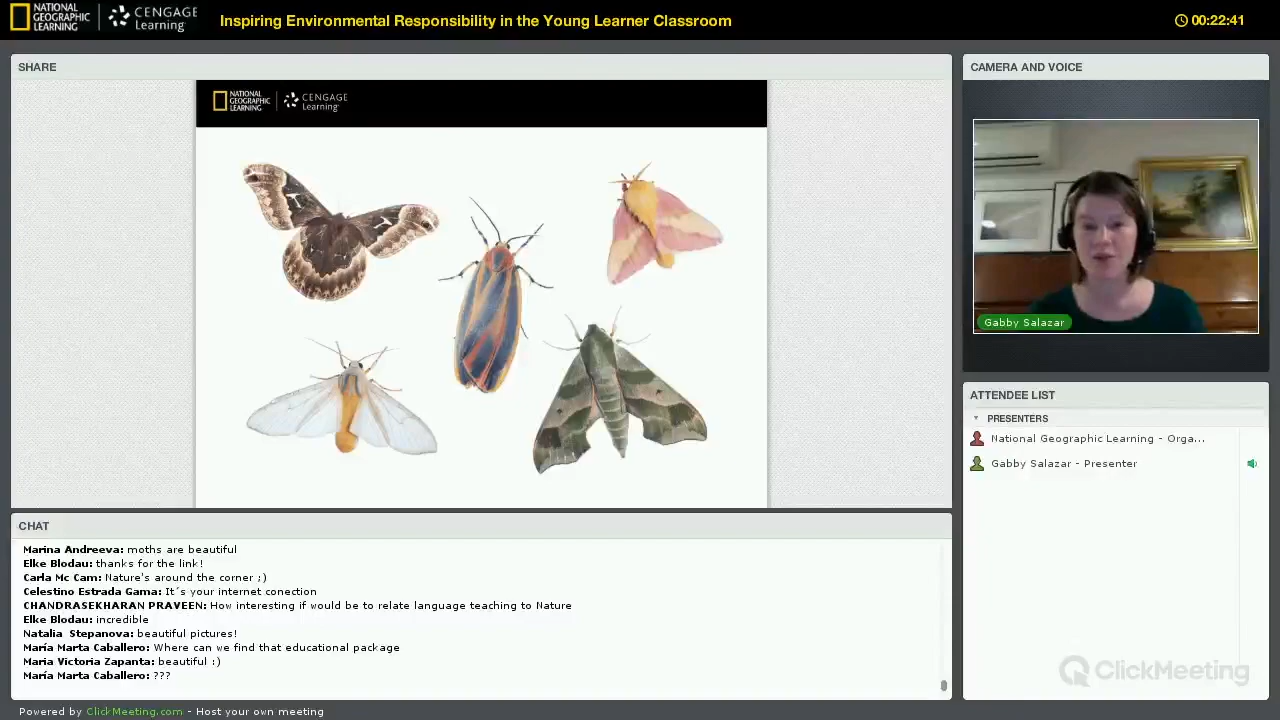 NATIONAL
GEOGRAPHIC
LEARNING
CENGAGE
Learning
Inspiring Environmental Responsibility in the Young Learner Classroom
00:22:41
SHARE
NATIONAL
GEOGRAPHIC
LEARNING
CENGAGE
Learning
CAMERA AND VOICE
Gabby Salazar
ATTENDEE LIST
PRESENTERS
National Geographic Learning - Orga...
Gabby Salazar - Presenter
CHAT
Marina Andreeva: moths are beautiful
Elke Blodau: thanks for the link!
Carla Mc Cam: Nature's around the corner ;)
Celestino Estrada Gama: It´s your internet conection
CHANDRASEKHARAN PRAVEEN: How interesting if would be to relate language teaching to Nature
Elke Blodau: incredible
Natalia Stepanova: beautiful pictures!
María Marta Caballero: Where can we find that educational package
Maria Victoria Zapanta: beautiful :)
María Marta Caballero: ???
ClickMeeting
Powered by ClickMeeting.com - Host your own meeting